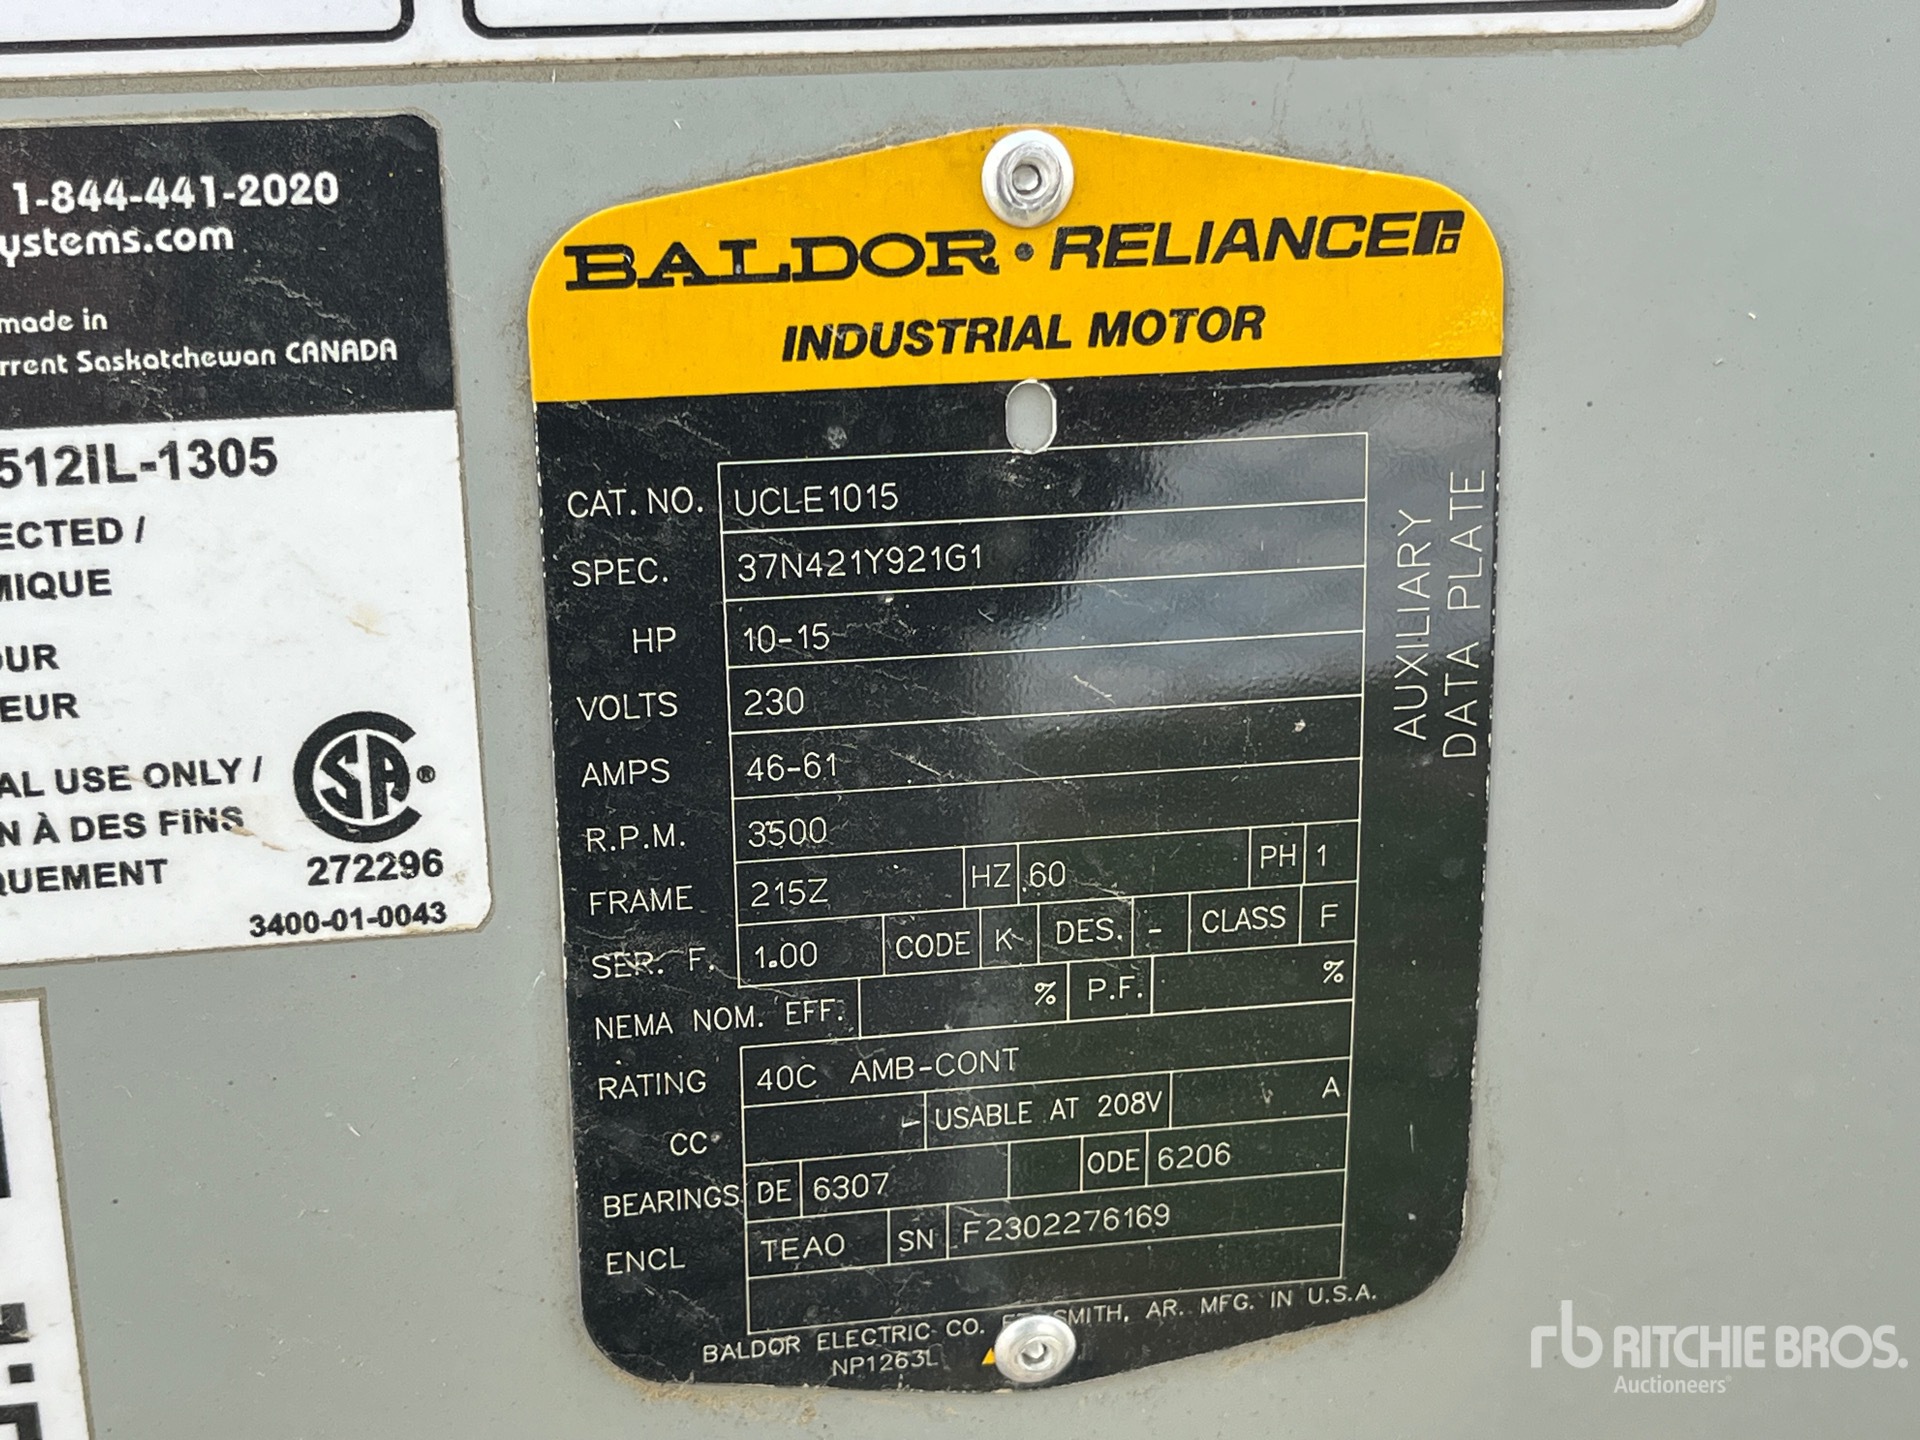 1-844-441-2020
ystems.com
made in
rrent Saskatchewan CANADA
512IL-1305
ECTED /
MIQUE
OUR
EUR
AL USE ONLY /
N À DES FINS
QUEMENT
SA ®
272296
3400-01-0043
BALDOR • RELIANCE
INDUSTRIAL MOTOR
CAT. NO. UCLE1015
SPEC. 37N421Y921G1
HP 10-15
VOLTS 230
AMPS 46-61
R.P.M. 3500
FRAME 215Z HZ 60 PH 1
SER. F. 1.00 CODE K DES. - CLASS F
NEMA NOM. EFF. % P.F. %
RATING 40C AMB-CONT
CC - USABLE AT 208V A
BEARINGS DE 6307 ODE 6206
ENCL TEAO SN F2302276169
AUXILIARY
DATA PLATE
BALDOR ELECTRIC CO. SMITH, AR. MFG. IN U.S.A.
NP1263L
rb RITCHIE BROS.
Auctioneers